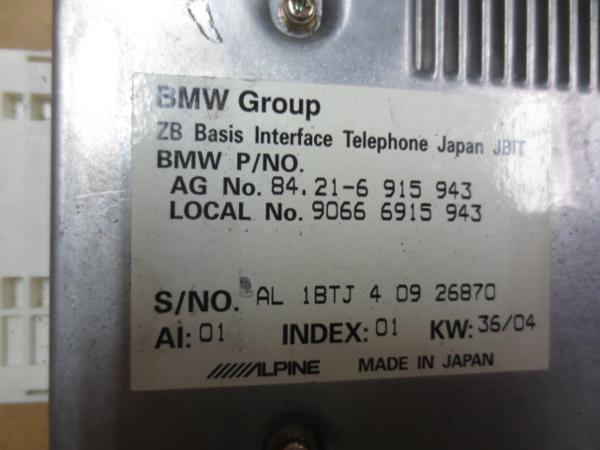 BMW Group
ZB Basis Interface Telephone Japan JBIT
BMW P/NO.
AG No. 84.21-6 915 943
LOCAL No. 9066 6915 943
S/NO. AL 1BTJ 4 09 26870
AI: 01 INDEX: 01 KW: 36/04
ALPINE MADE IN JAPAN